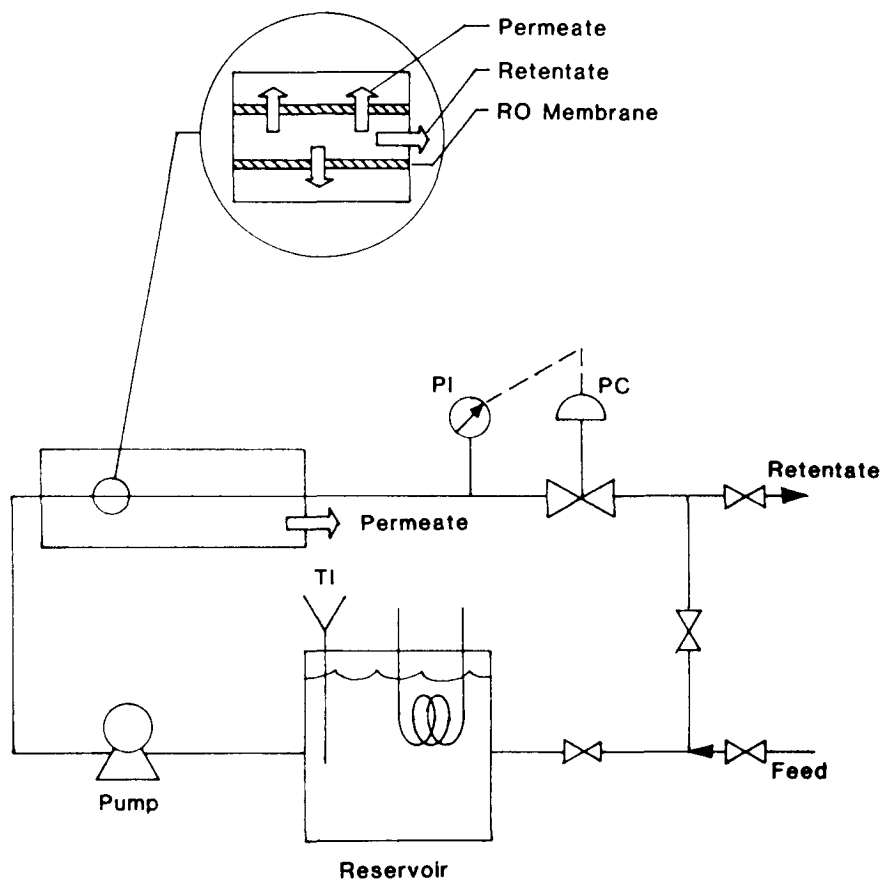 Permeate
Retentate
RO Membrane
PI
PC
Retentate
Permeate
TI
Feed
Pump
Reservoir